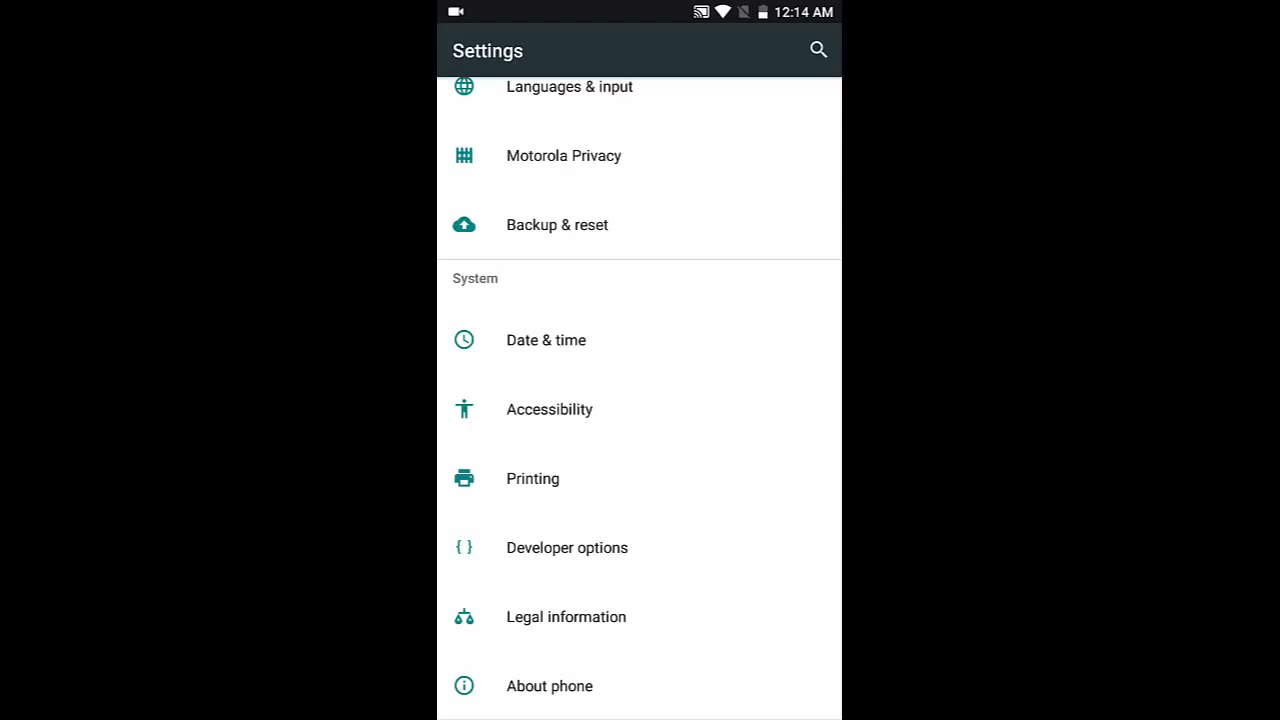 12:14 AM
Settings
Languages & input
Motorola Privacy
Backup & reset
System
Date & time
Accessibility
Printing
Developer options
Legal information
About phone